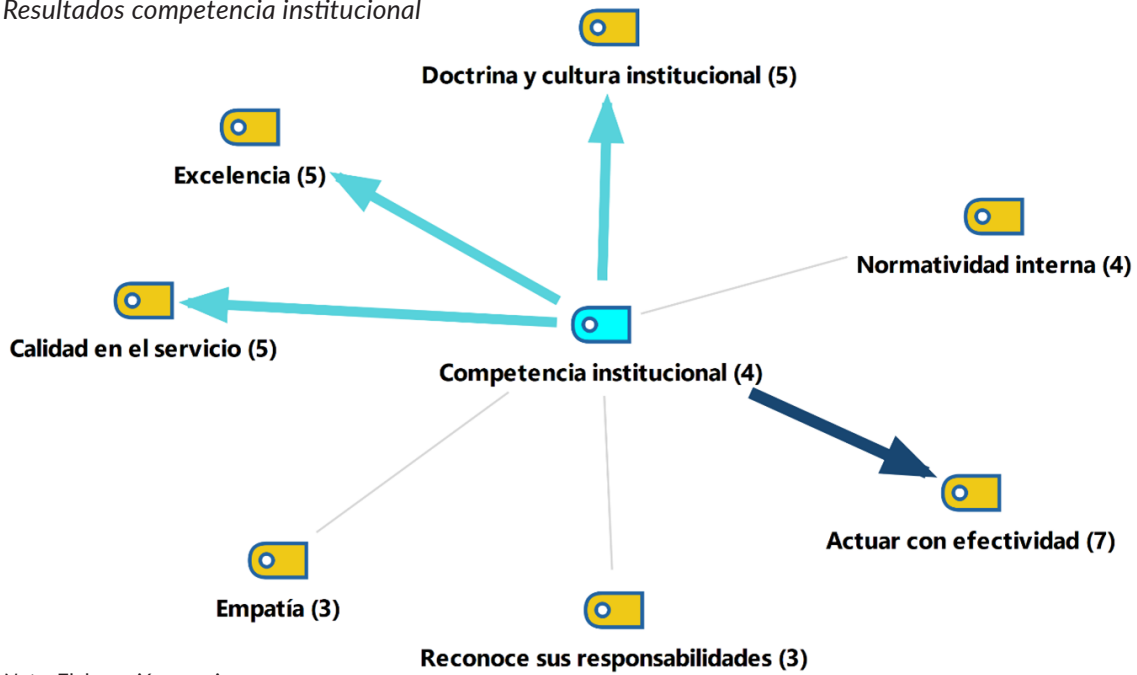 Resultados competencia institucional
Doctrina y cultura institucional (5)
Excelencia (5)
Normatividad interna (4)
Calidad en el servicio (5)
Competencia institucional (4)
Actuar con efectividad (7)
Empatía (3)
Reconoce sus responsabilidades (3)